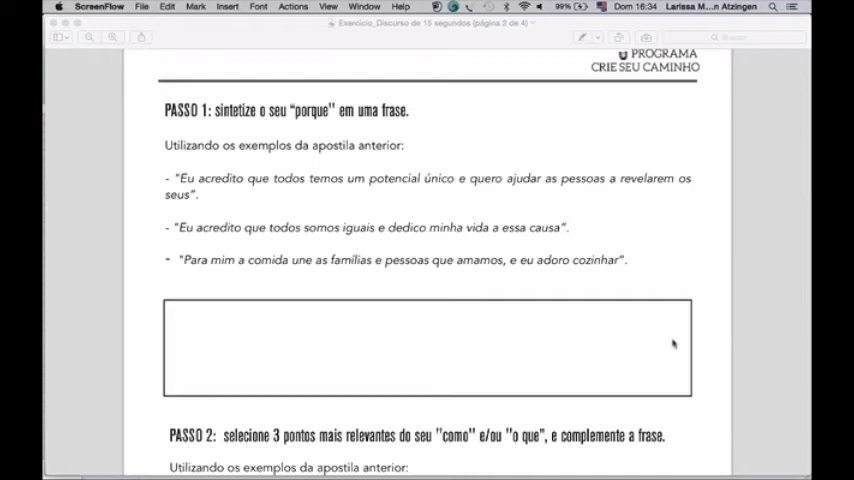 ScreenFlow File Edit Mark Insert Font Actions View Window Help 99% Dom 16:34 Larissa M...n Atzingen
Exercício_Discurso de 15 segundos (página 2 de 4)
Buscar
PROGRAMA
CRIE SEU CAMINHO
PASSO 1: sintetize o seu “porque" em uma frase.
Utilizando os exemplos da apostila anterior:
- "Eu acredito que todos temos um potencial único e quero ajudar as pessoas a revelarem os
seus”.
- “Eu acredito que todos somos iguais e dedico minha vida a essa causa”.
- “Para mim a comida une as famílias e pessoas que amamos, e eu adoro cozinhar”.
PASSO 2: selecione 3 pontos mais relevantes do seu "como" e/ou "o que", e complemente a frase.
Utilizando os exemplos da apostila anterior: